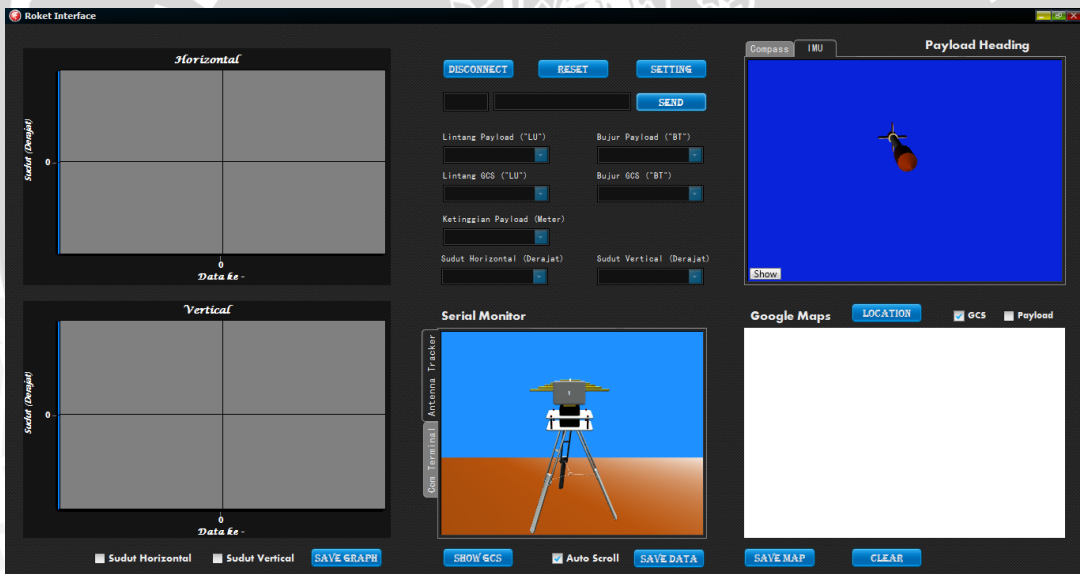 Roket Interface
Horizontal
Sudut (Derajat)
0
0
Data ke -
Vertical
Sudut (Derajat)
0
0
Data ke -
Sudut Horizontal
Sudut Vertical
SAVE GRAPH
DISCONNECT
RESET
SETTING
SEND
Lintang Payload ("LU")
Bujur Payload ("BT")
Lintang GCS ("LU")
Bujur GCS ("BT")
Ketinggian Payload (Meter)
Sudut Horizontal (Derajat)
Sudut Vertical (Derajat)
Serial Monitor
Antenna Tracker
Com Terminal
SHOW GCS
Auto Scroll
SAVE DATA
Compass
IMU
Payload Heading
Show
Google Maps
LOCATION
GCS
Payload
SAVE MAP
CLEAR